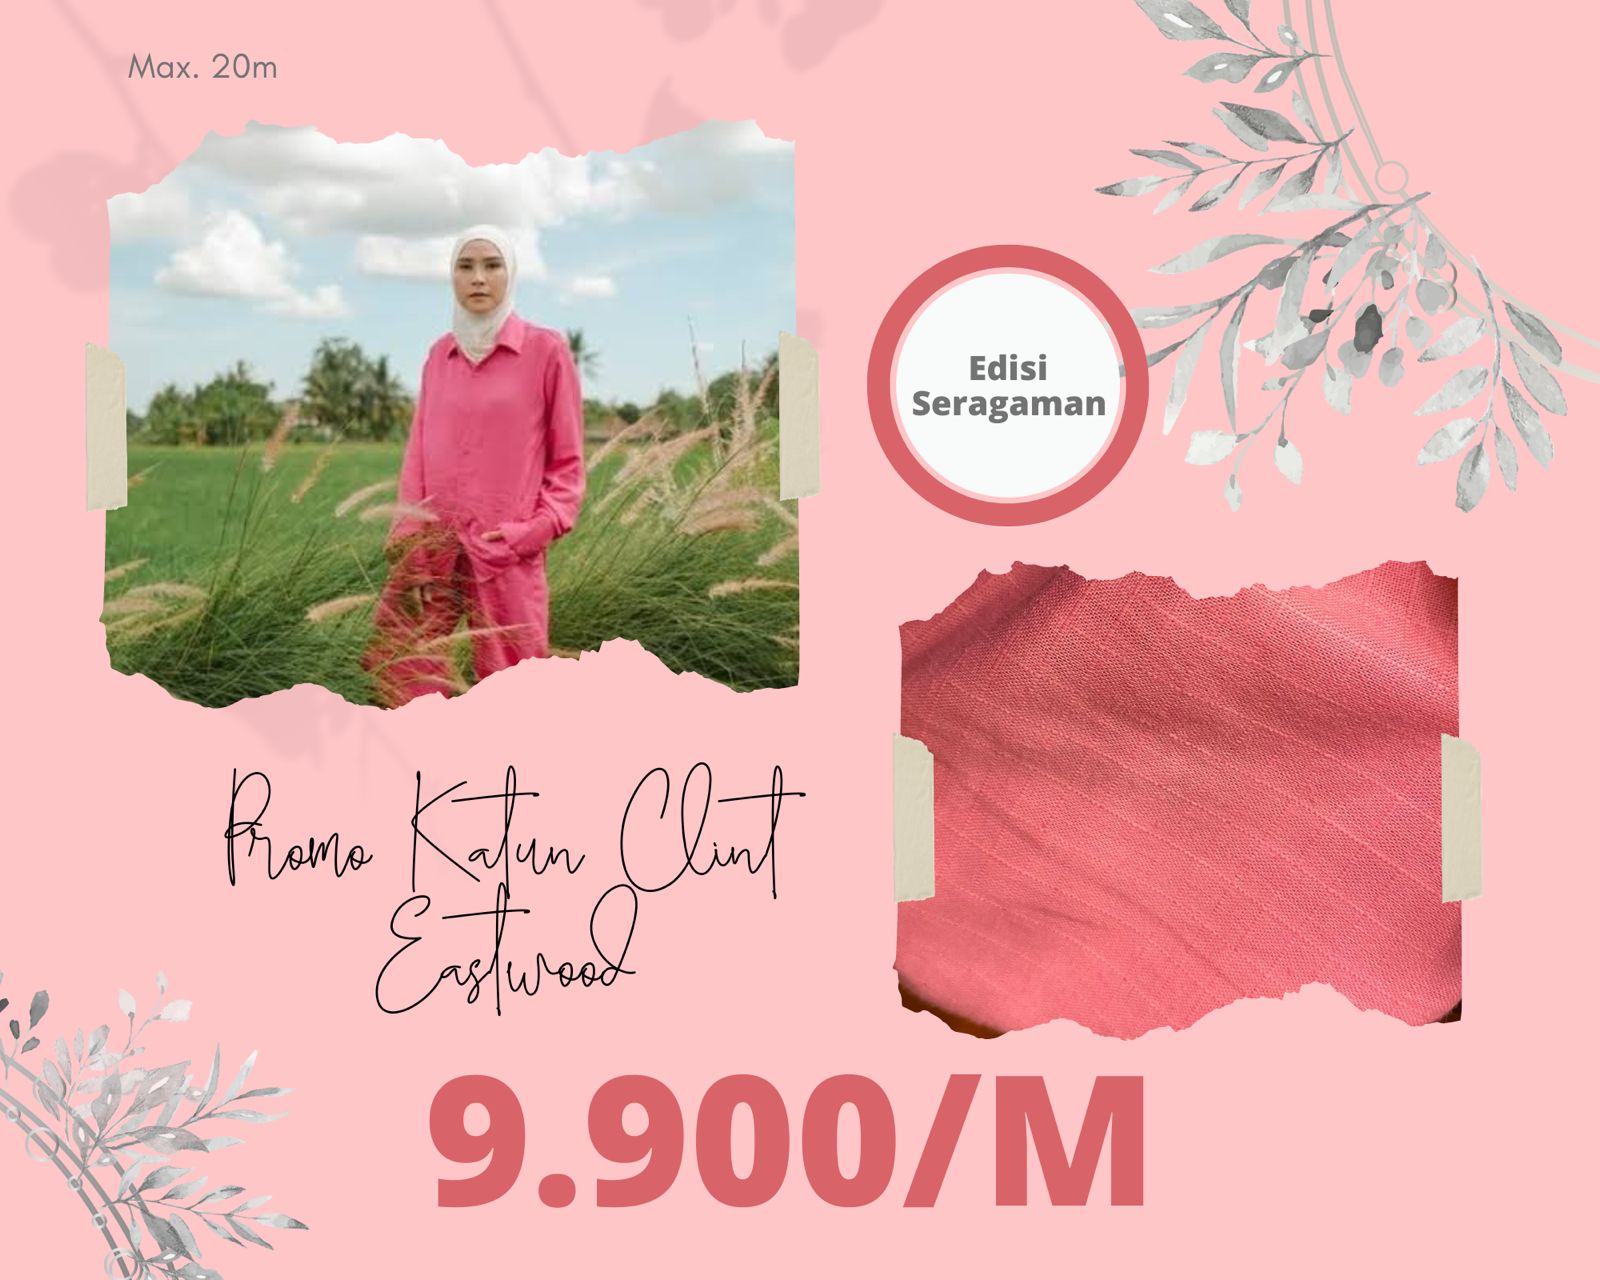 Max. 20m
Edisi
Seragaman
Promo Katun Clint
Eastwood
9.900/M